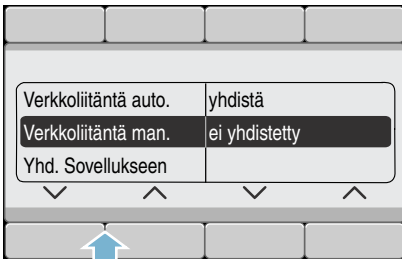 Verkkoliitäntä auto. yhdistä
Verkkoliitäntä man. ei yhdistetty
Yhd. Sovellukseen